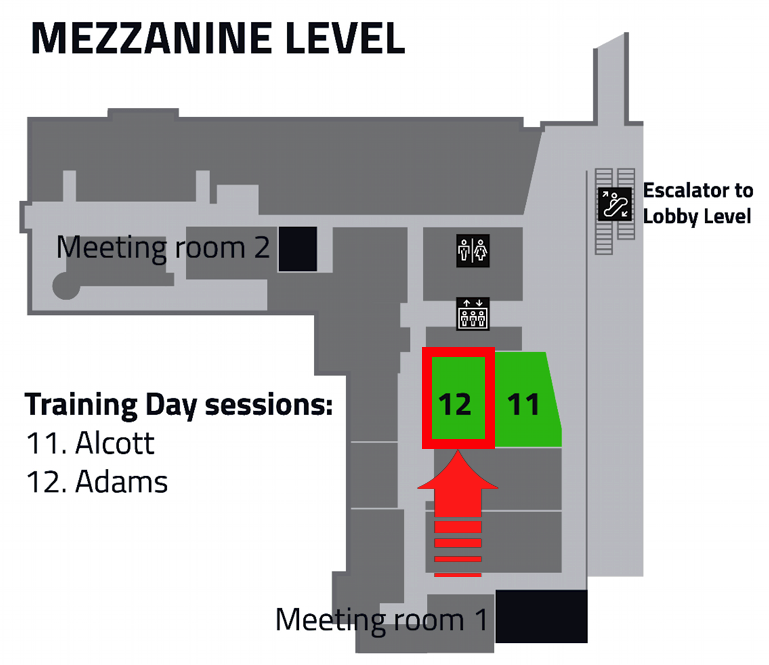 MEZZANINE LEVEL
Escalator to
Lobby Level
Meeting room 2
12
11
Training Day sessions:
11. Alcott
12. Adams
Meeting room 1